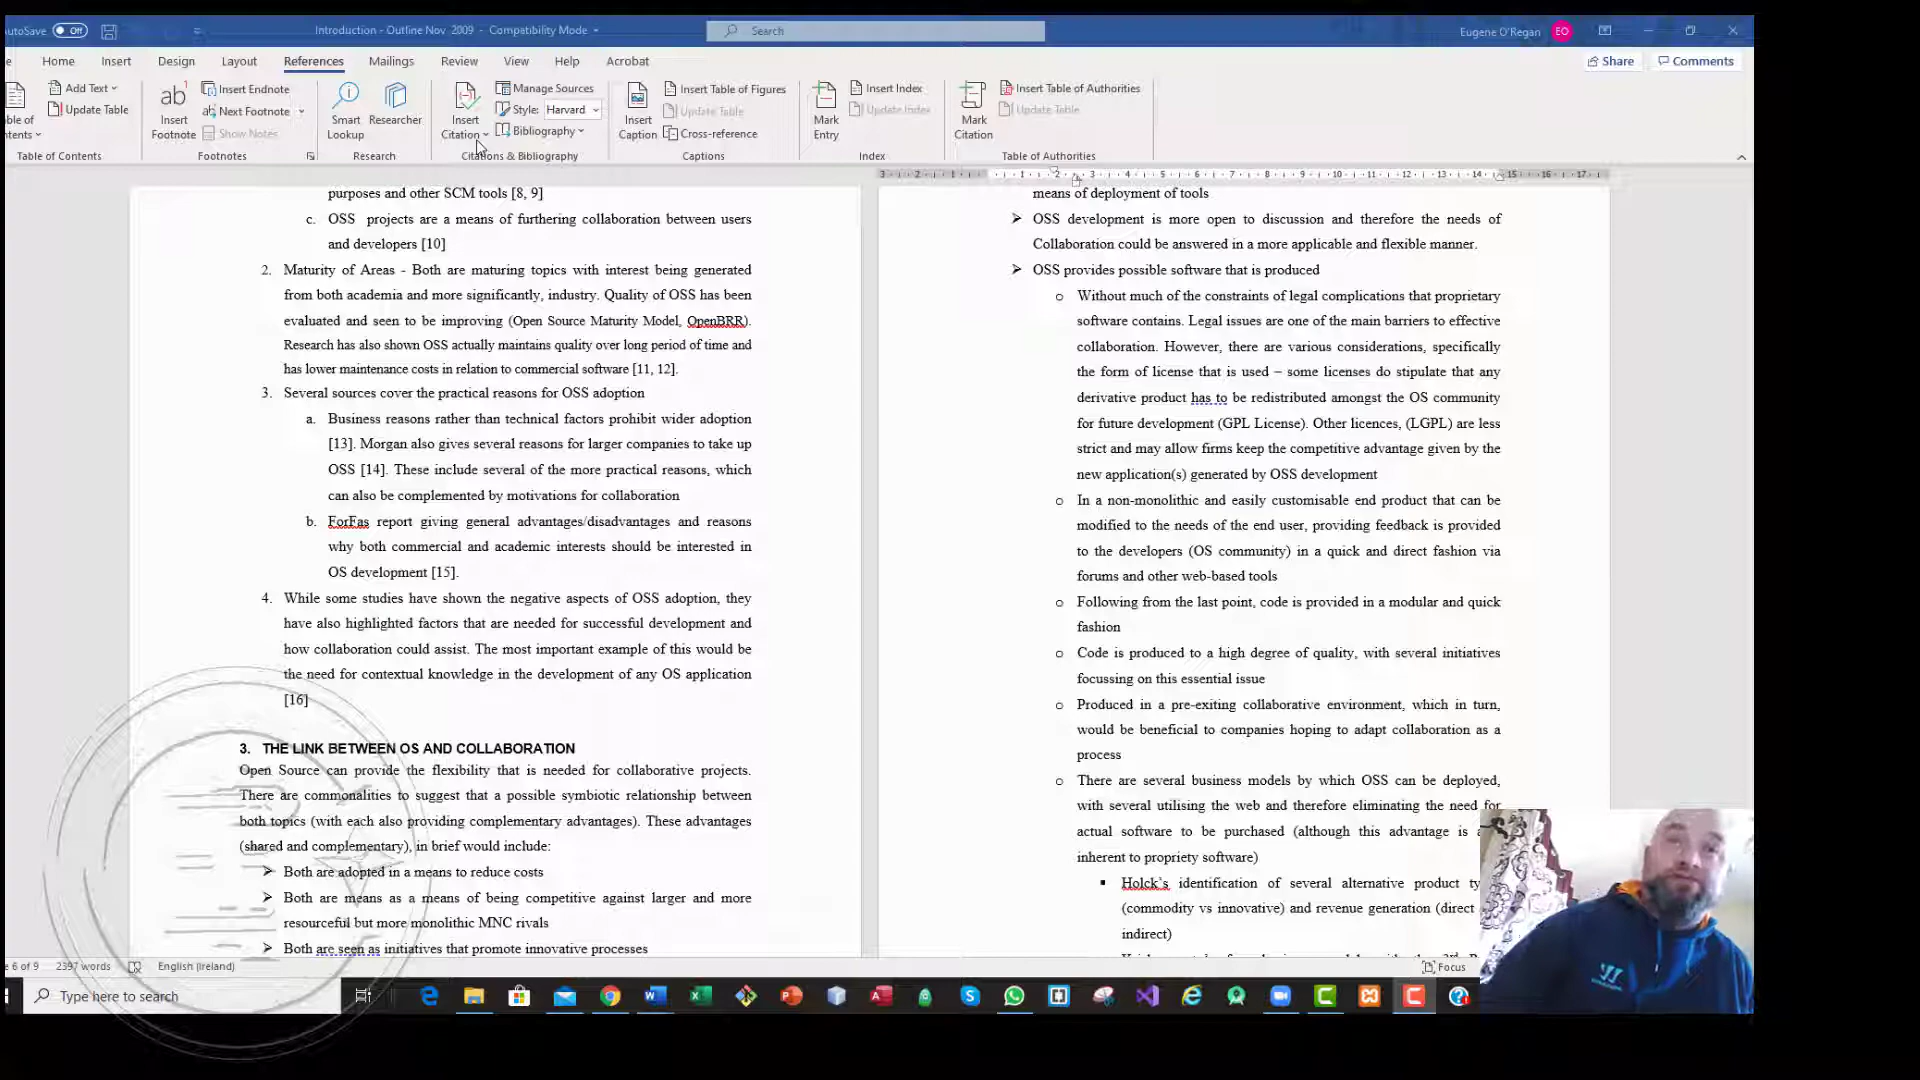 AutoSave Off
Introduction - Outline Nov 2009 - Compatibility Mode
Search
Eugene O'Regan
EO
Home Insert Design Layout References Mailings Review View Help Acrobat
Share Comments
Add Text
Update Table
Table of Contents
ab
Insert Footnote
Insert Endnote
Next Footnote
Show Notes
Footnotes
Smart Lookup
Researcher
Research
Insert Citation
Manage Sources
Style: Harvard
Bibliography
Citations & Bibliography
Insert Caption
Insert Table of Figures
Update Table
Cross-reference
Captions
Mark Entry
Insert Index
Update Index
Index
Mark Citation
Insert Table of Authorities
Update Table
Table of Authorities
purposes and other SCM tools [8, 9]
c. OSS projects are a means of furthering collaboration between users
and developers [10]
2. Maturity of Areas - Both are maturing topics with interest being generated
from both academia and more significantly, industry. Quality of OSS has been
evaluated and seen to be improving (Open Source Maturity Model, OpenBRR).
Research has also shown OSS actually maintains quality over long period of time and
has lower maintenance costs in relation to commercial software [11, 12].
3. Several sources cover the practical reasons for OSS adoption
a. Business reasons rather than technical factors prohibit wider adoption
[13]. Morgan also gives several reasons for larger companies to take up
OSS [14]. These include several of the more practical reasons, which
can also be complemented by motivations for collaboration
b. ForFas report giving general advantages/disadvantages and reasons
why both commercial and academic interests should be interested in
OS development [15].
4. While some studies have shown the negative aspects of OSS adoption, they
have also highlighted factors that are needed for successful development and
how collaboration could assist. The most important example of this would be
the need for contextual knowledge in the development of any OS application
[16]
3. THE LINK BETWEEN OS AND COLLABORATION
Open Source can provide the flexibility that is needed for collaborative projects.
There are commonalities to suggest that a possible symbiotic relationship between
both topics (with each also providing complementary advantages). These advantages
(shared and complementary), in brief would include:
Both are adopted in a means to reduce costs
Both are means as a means of being competitive against larger and more
resourceful but more monolithic MNC rivals
Both are seen as initiatives that promote innovative processes
means of deployment of tools
OSS development is more open to discussion and therefore the needs of
Collaboration could be answered in a more applicable and flexible manner.
OSS provides possible software that is produced
o Without much of the constraints of legal complications that proprietary
software contains. Legal issues are one of the main barriers to effective
collaboration. However, there are various considerations, specifically
the form of license that is used – some licenses do stipulate that any
derivative product has to be redistributed amongst the OS community
for future development (GPL License). Other licences, (LGPL) are less
strict and may allow firms keep the competitive advantage given by the
new application(s) generated by OSS development
o In a non-monolithic and easily customisable end product that can be
modified to the needs of the end user, providing feedback is provided
to the developers (OS community) in a quick and direct fashion via
forums and other web-based tools
o Following from the last point, code is provided in a modular and quick
fashion
o Code is produced to a high degree of quality, with several initiatives
focussing on this essential issue
o Produced in a pre-exiting collaborative environment, which in turn,
would be beneficial to companies hoping to adapt collaboration as a
process
o There are several business models by which OSS can be deployed,
with several utilising the web and therefore eliminating the need for
actual software to be purchased (although this advantage is
inherent to propriety software)
Holck's identification of several alternative product
(commodity vs innovative) and revenue generation (direct
indirect)
6 of 9 2397 words English (Ireland)
Focus
Type here to search